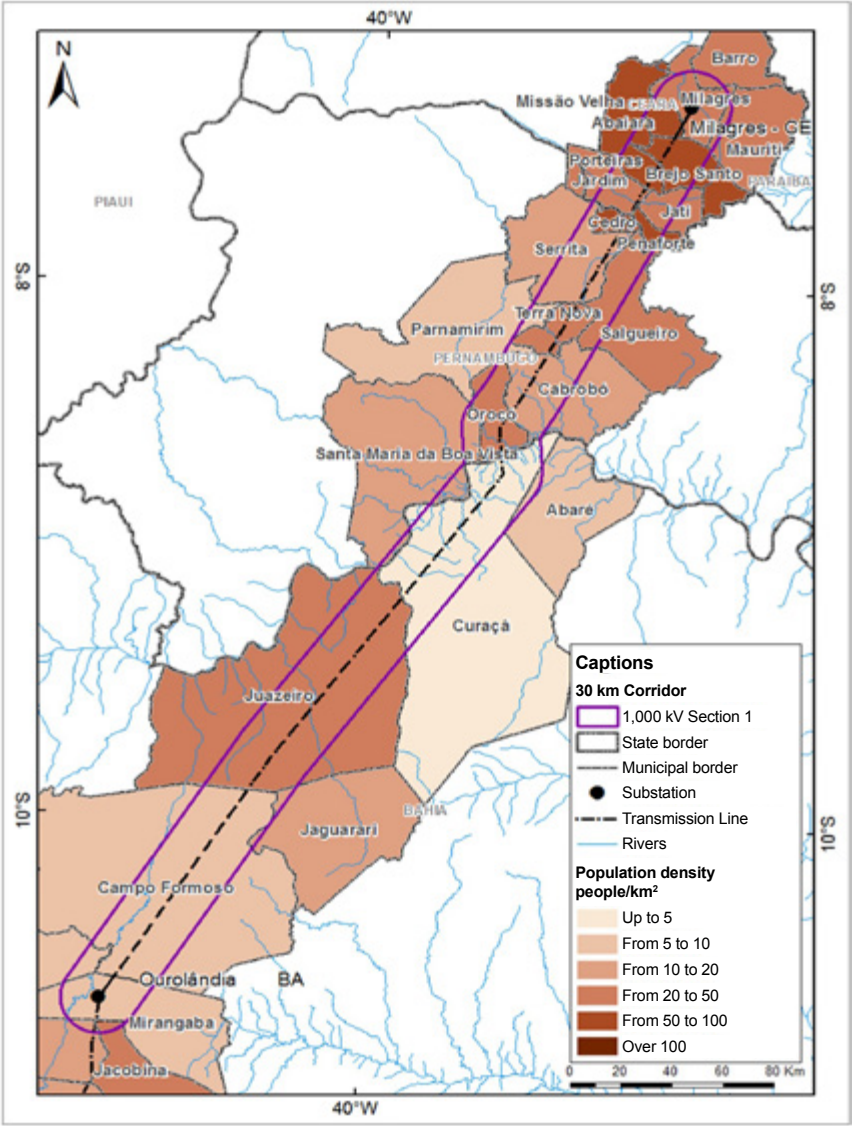 40°W
N
Barro
Missão Velha
CEARÁ
Milagres
Abaiara
Milagres - CE
Mauriti
Porteiras
Brejo Santo
Jardim
PARAIBA
PIAUI
Jati
Cedro
Penaforte
Serrita
8°S
8°S
Terra Nova
Parnamirim
Salgueiro
PERNAMBUCO
Cabrobó
Orocó
Santa Maria da Boa Vista
Abaré
Curaçá
Juazeiro
10°S
10°S
BAHIA
Jaguarari
Campo Formoso
Ourolândia
BA
Mirangaba
Jacobina
40°W
Captions
30 km Corridor
1,000 kV Section 1
State border
Municipal border
Substation
Transmission Line
Rivers
Population density
people/km²
Up to 5
From 5 to 10
From 10 to 20
From 20 to 50
From 50 to 100
Over 100
0 20 40 60 80 Km